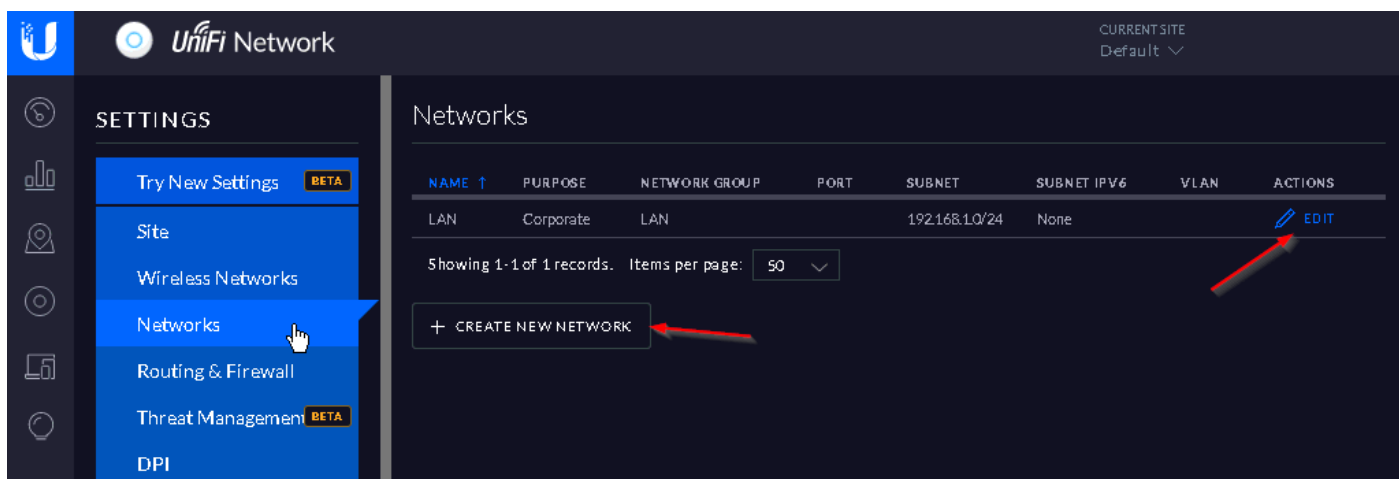 UniFi Network
CURRENT SITE
Default
SETTINGS
Networks
Try New Settings BETA
NAME ↑ PURPOSE NETWORK GROUP PORT SUBNET SUBNET IPV6 VLAN ACTIONS
Site
LAN Corporate LAN 192.168.1.0/24 None EDIT
Wireless Networks
Showing 1-1 of 1 records. Items per page: 50
Networks
+ CREATE NEW NETWORK
Routing & Firewall
Threat Management BETA
DPI